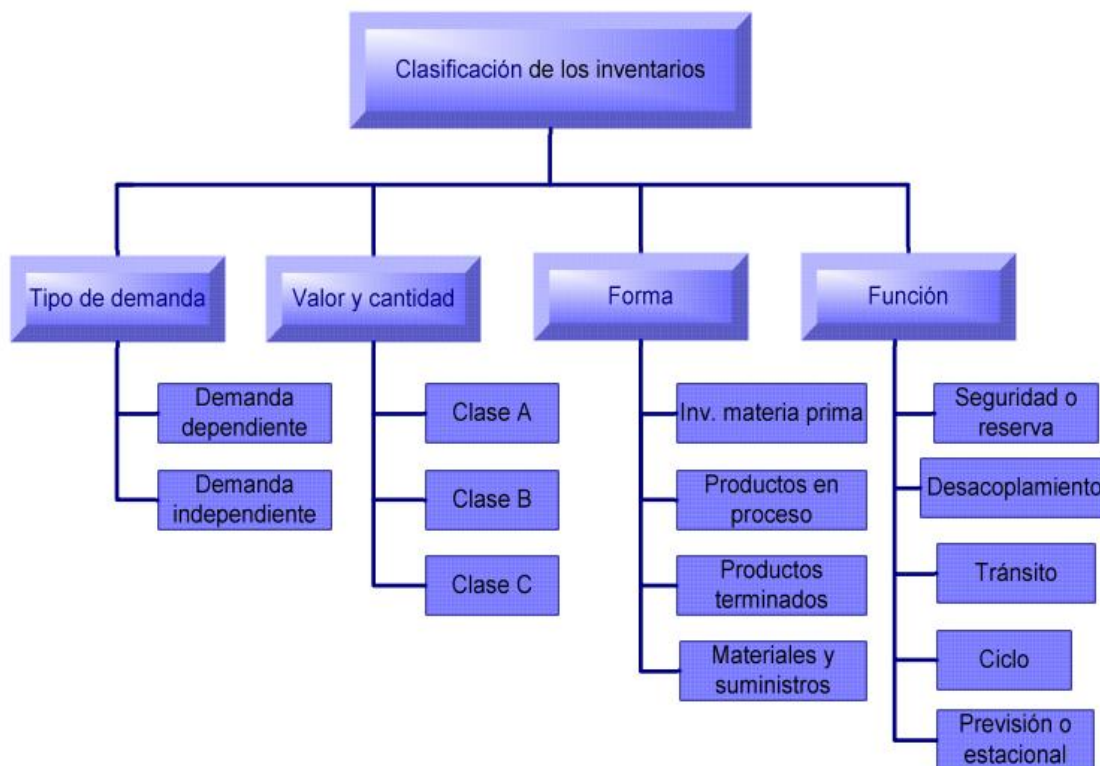 Clasificación de los inventarios
Tipo de demanda
Demanda
dependiente
Demanda
independiente
Valor y cantidad
Clase A
Clase B
Clase C
Forma
Inv. materia prima
Productos en
proceso
Productos
terminados
Materiales y
suministros
Función
Seguridad o
reserva
Desacoplamiento
Tránsito
Ciclo
Previsión o
estacional